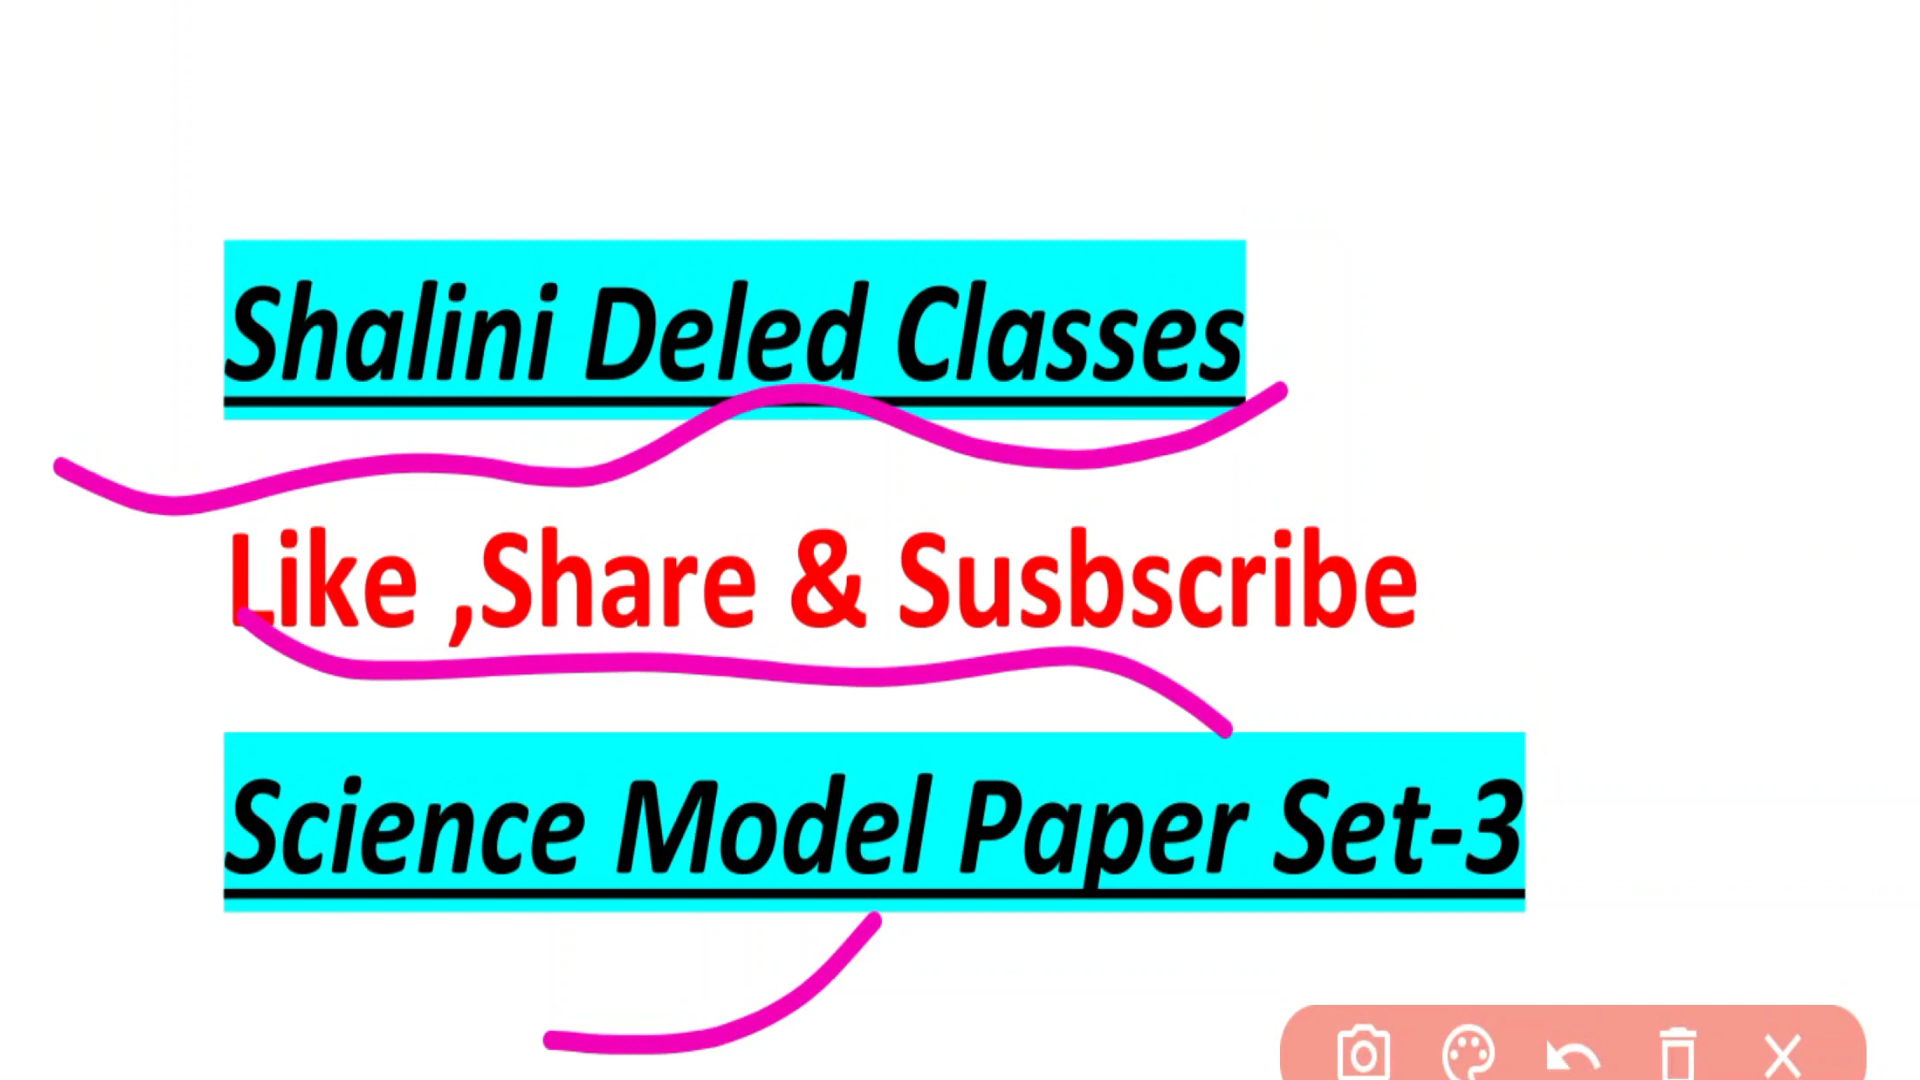 Shalini Deled Classes
Like ,Share & Susbscribe
Science Model Paper Set-3